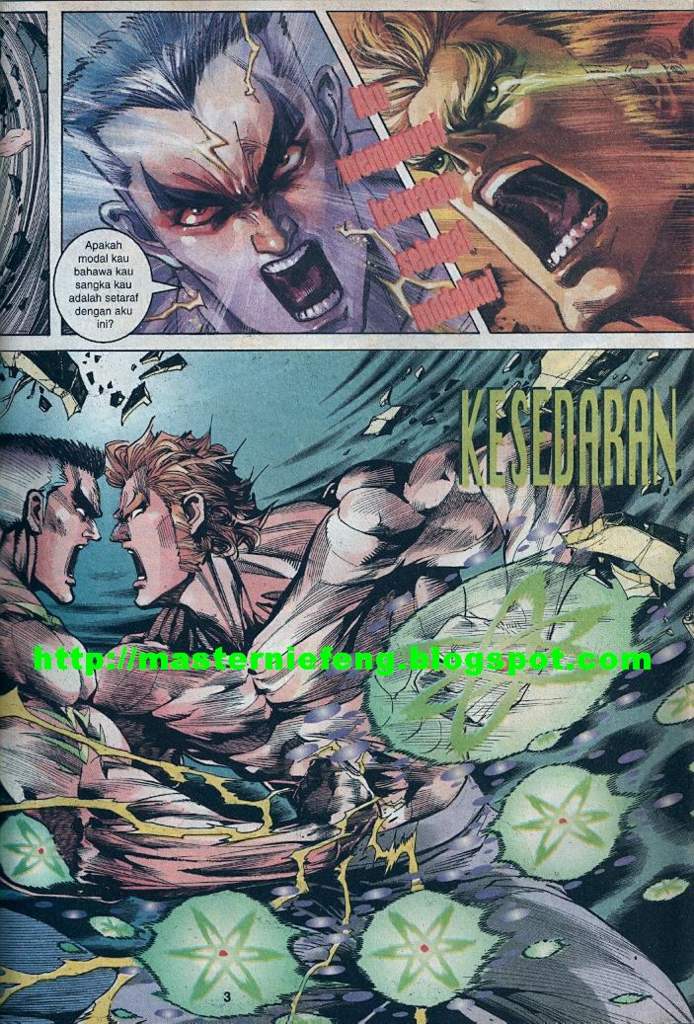 Apakah
modal kau
bahawa kau
sangka kau
adalah setaraf
dengan aku
ini?
KESEDARAN
http://masterniefeng.blogspot.com
3